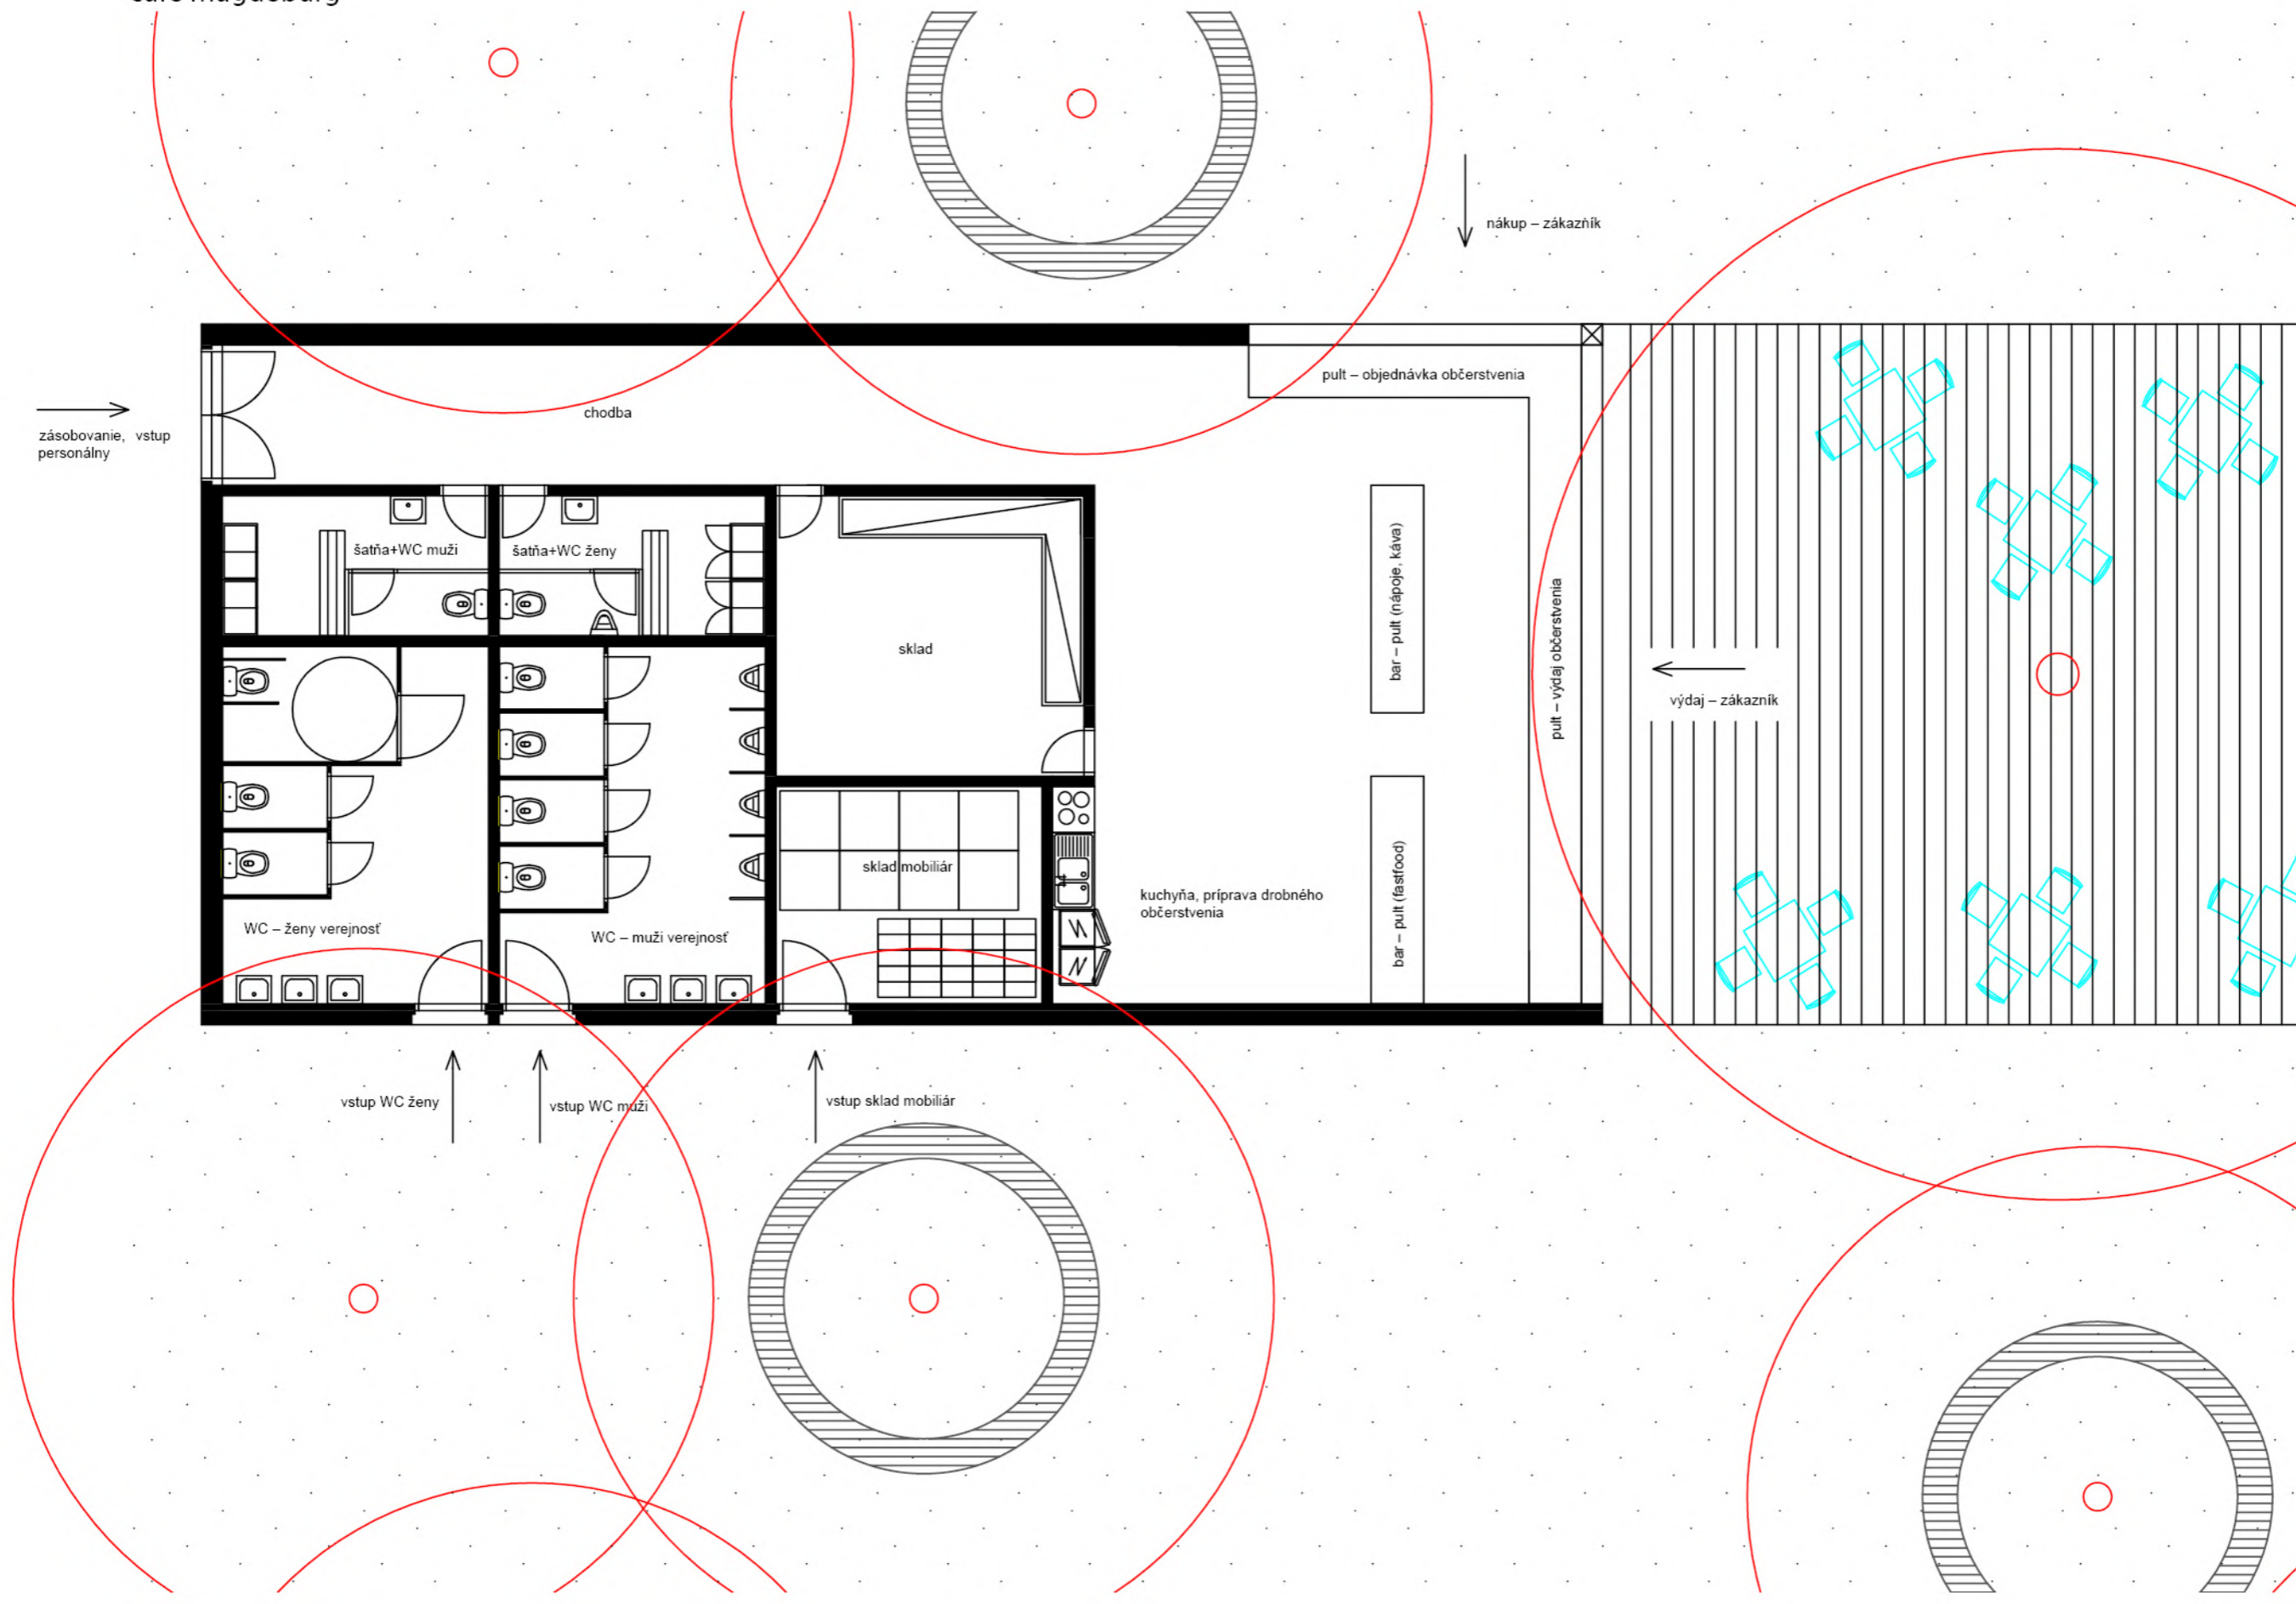 nákup – zákazník
pult – objednávka občerstvenia
chodba
zásobovanie, vstup
personálny
šatňa+WC muži
šatňa+WC ženy
bar – pult (nápoje, káva)
sklad
pult – výdaj občerstvenia
výdaj – zákazník
sklad mobiliár
kuchyňa, príprava drobného
občerstvenia
bar – pult (fastfood)
WC – ženy verejnosť
WC – muži verejnosť
vstup WC ženy
vstup WC muži
vstup sklad mobiliár